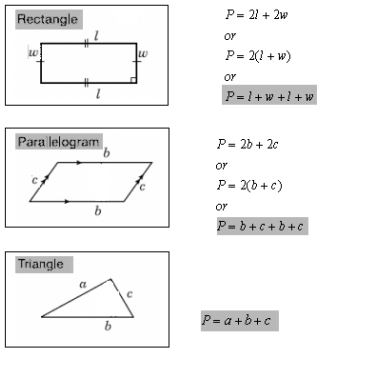 Rectangle
l
w
w
l
P = 2l + 2w
or
P = 2(l + w)
or
P = l + w + l + w
Parallelogram
b
c
c
b
P = 2b + 2c
or
P = 2(b + c)
or
P = b + c + b + c
Triangle
a
c
b
P = a + b + c